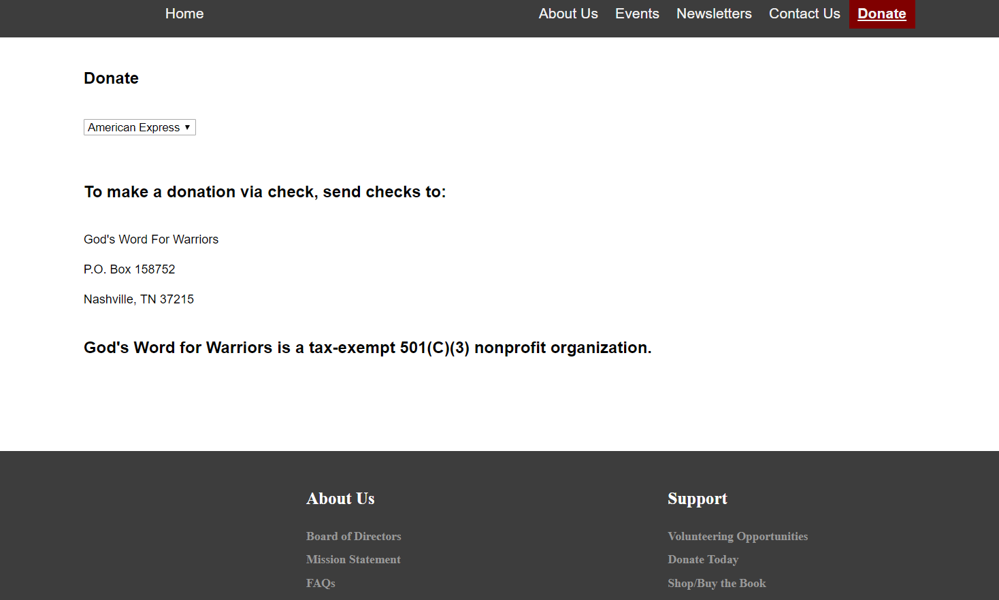 Home About Us Events Newsletters Contact Us Donate
Donate
American Express
To make a donation via check, send checks to:
God's Word For Warriors
P.O. Box 158752
Nashville, TN 37215
God's Word for Warriors is a tax-exempt 501(C)(3) nonprofit organization.
About Us
Board of Directors
Mission Statement
FAQs
Support
Volunteering Opportunities
Donate Today
Shop/Buy the Book